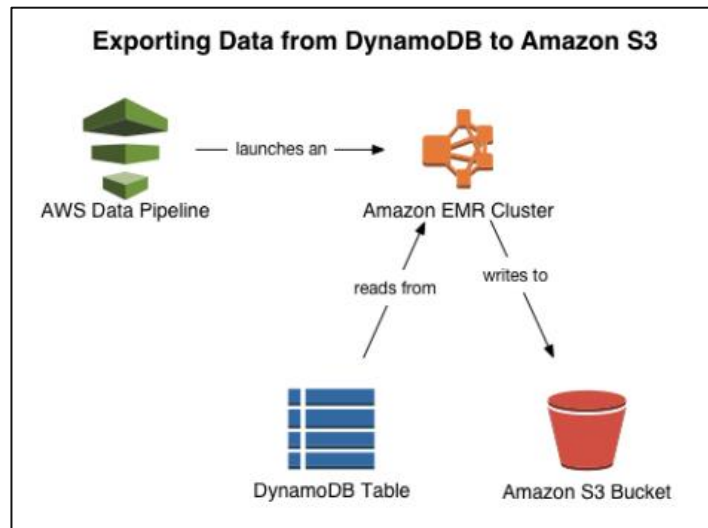 Exporting Data from DynamoDB to Amazon S3
launches an
AWS Data Pipeline
Amazon EMR Cluster
reads from
writes to
DynamoDB Table
Amazon S3 Bucket